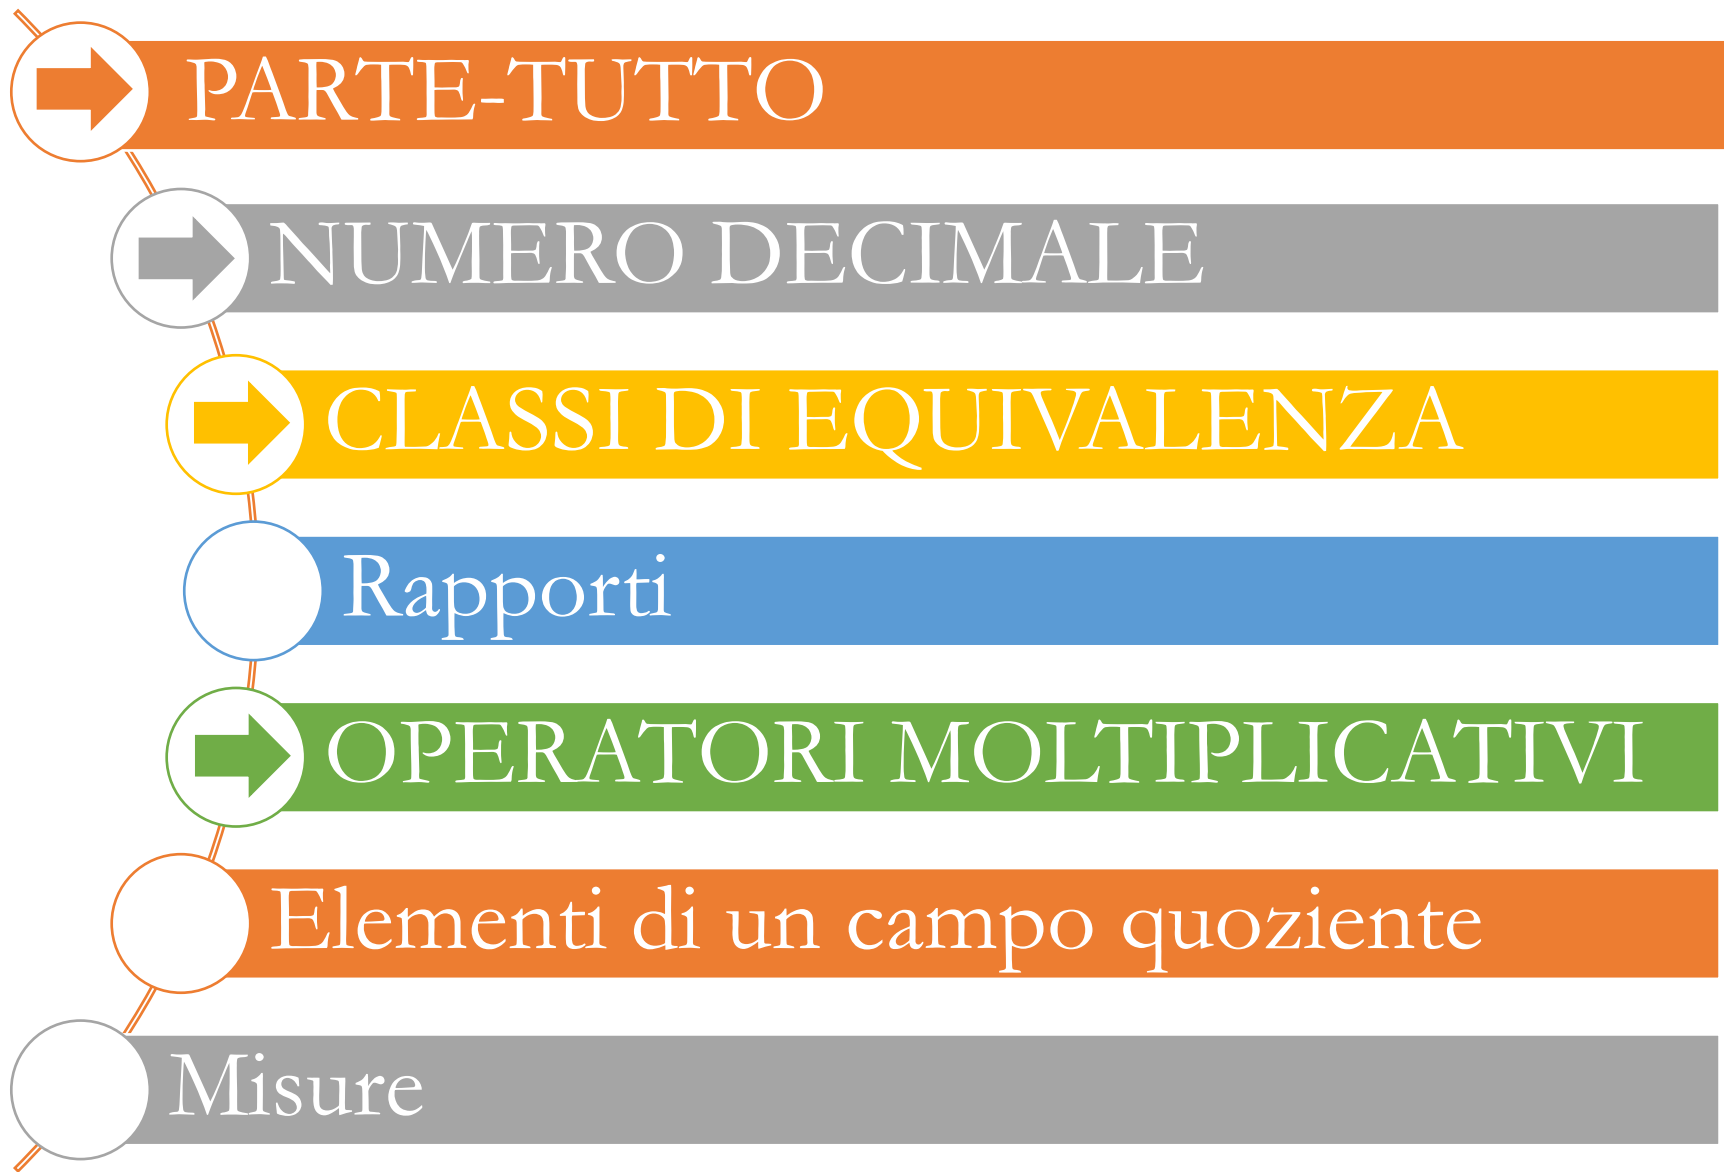 PARTE-TUTTO
NUMERO DECIMALE
CLASSI DI EQUIVALENZA
Rapporti
OPERATORI MOLTIPLICATIVI
Elementi di un campo quoziente
Misure